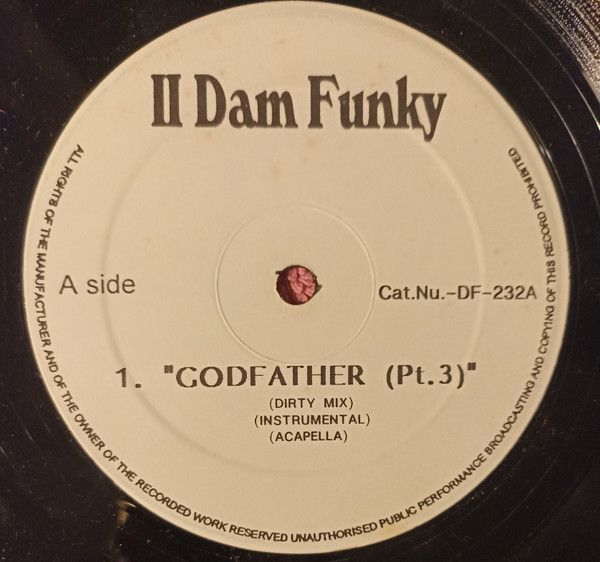 II Dam Funky
A side
Cat.Nu.-DF-232A
1. "GODFATHER (Pt.3)"
(DIRTY MIX)
(INSTRUMENTAL)
(ACAPELLA)
ALL RIGHTS OF THE MANUFACTURER AND OF THE OWNER OF THE RECORDED WORK RESERVED UNAUTHORISED PUBLIC PERFORMANCE BROADCASTING AND COPYING OF THIS RECORD PROHIBITED